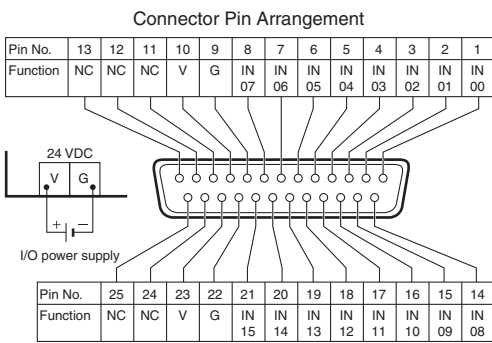 Connector Pin Arrangement
Pin No. 13 12 11 10 9 8 7 6 5 4 3 2 1
Function NC NC NC V G IN IN IN IN IN IN IN IN
07 06 05 04 03 02 01 00
24 VDC
V G
+ −
I/O power supply
Pin No. 25 24 23 22 21 20 19 18 17 16 15 14
Function NC NC V G IN IN IN IN IN IN IN IN
15 14 13 12 11 10 09 08